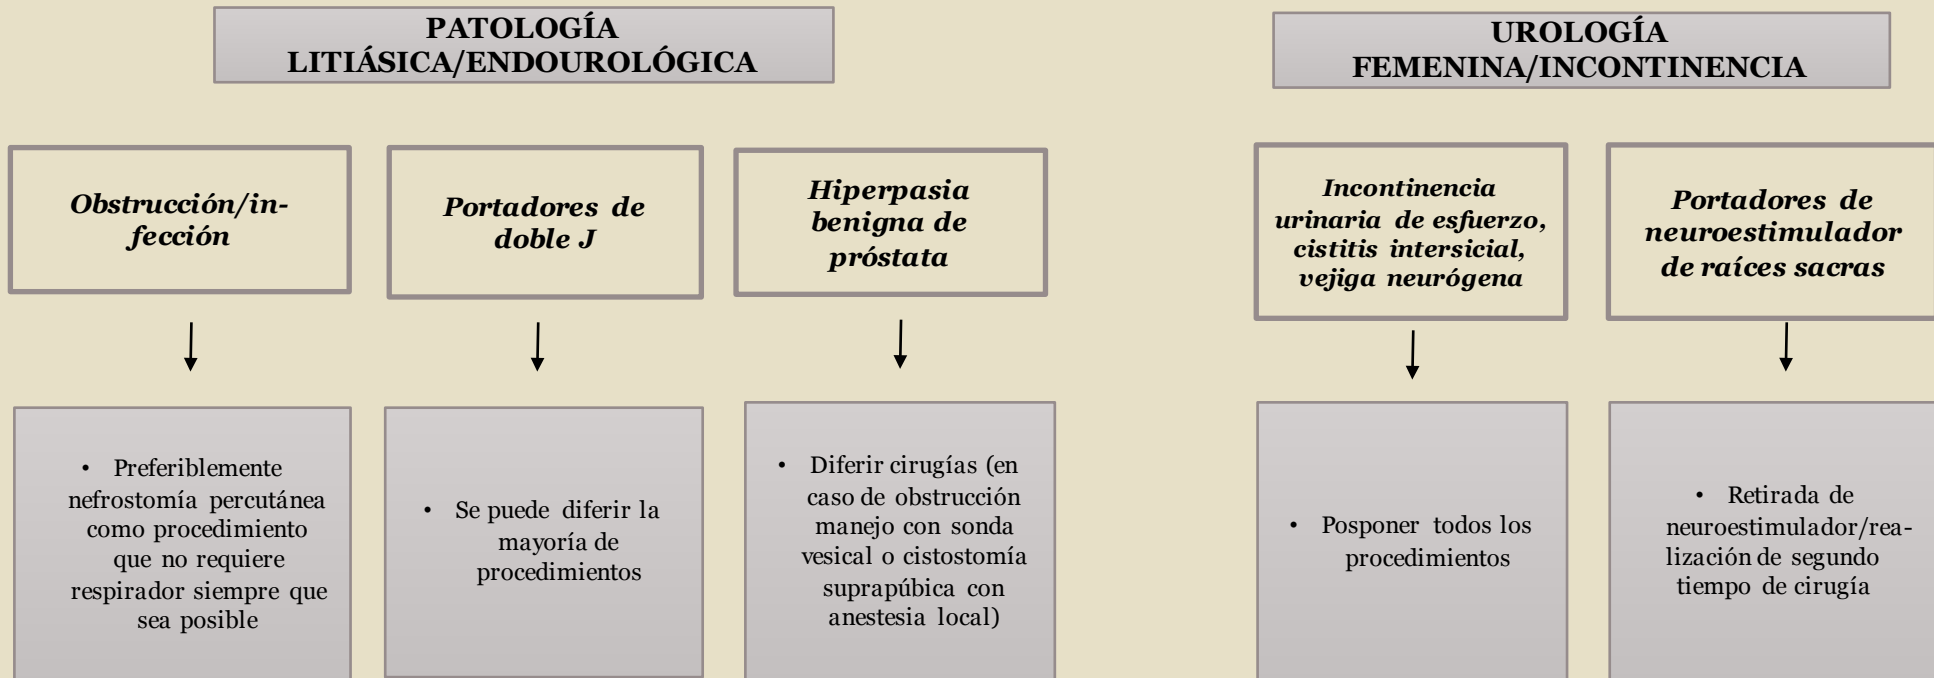 PATOLOGÍA
LITIÁSICA/ENDOUROLÓGICA
Obstrucción/in-
fección
Portadores de
doble J
Hiperpasia
benigna de
próstata
• Preferiblemente
nefrostomía percutánea
como procedimiento
que no requiere
respirador siempre que
sea posible
• Se puede diferir la
mayoría de
procedimientos
• Diferir cirugías (en
caso de obstrucción
manejo con sonda
vesical o cistostomía
suprapúbica con
anestesia local)
UROLOGÍA
FEMENINA/INCONTINENCIA
Incontinencia
urinaria de esfuerzo,
cistitis intersicial,
vejiga neurógena
Portadores de
neuroestimulador
de raíces sacras
• Posponer todos los
procedimientos
• Retirada de
neuroestimulador/rea-
lización de segundo
tiempo de cirugía